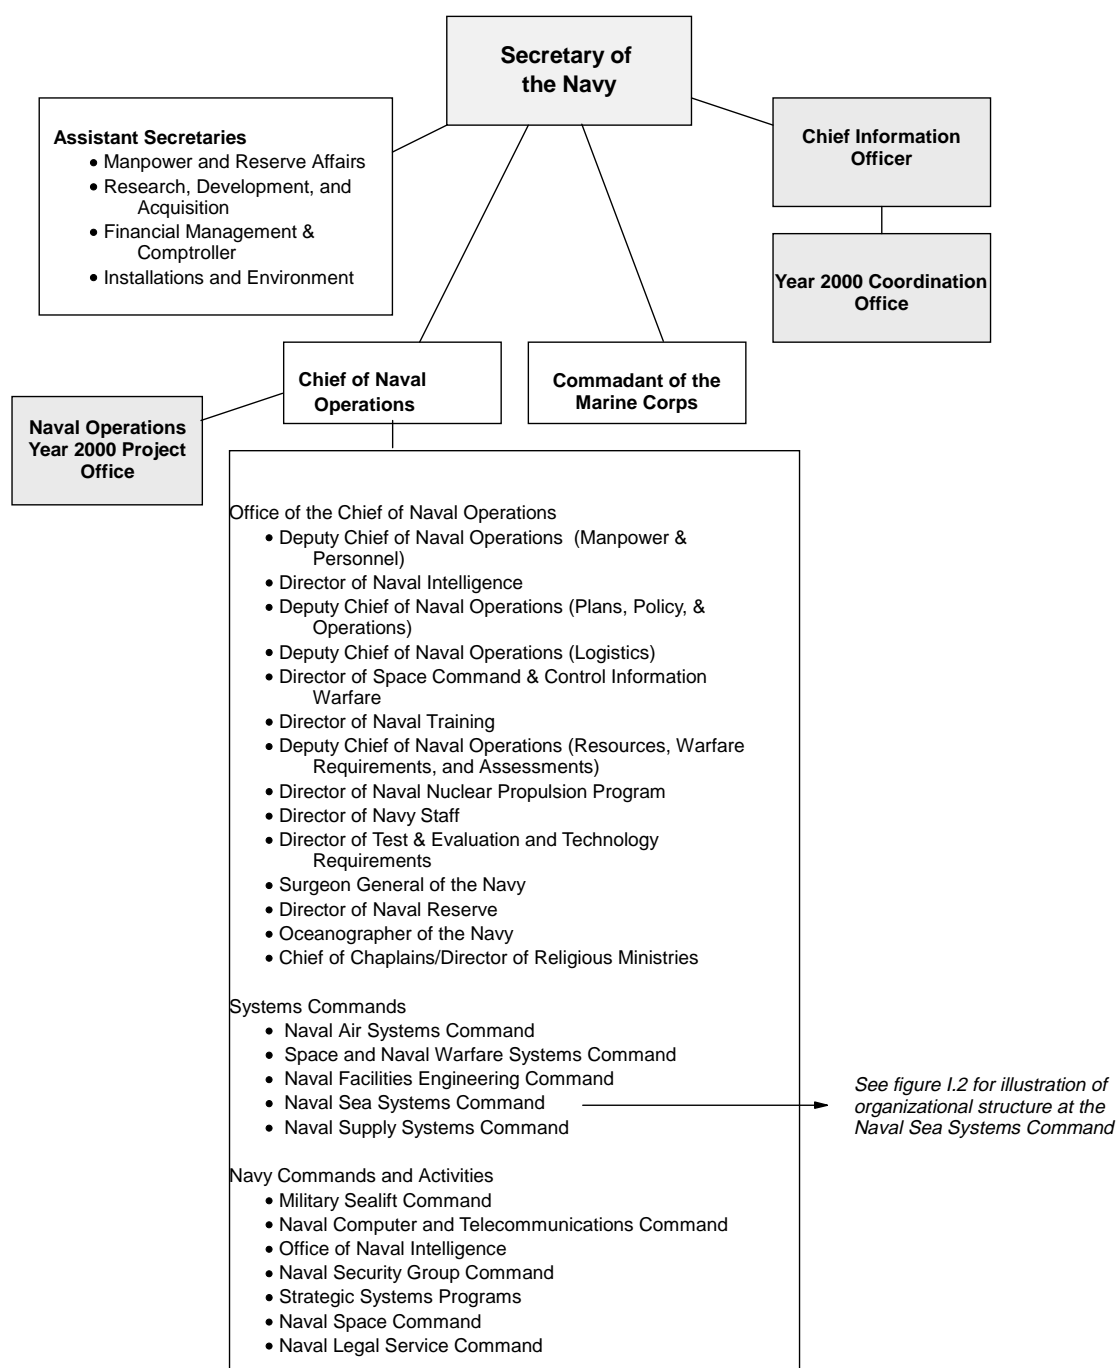 Secretary of
the Navy
Assistant Secretaries
• Manpower and Reserve Affairs
• Research, Development, and
Acquisition
• Financial Management &
Comptroller
• Installations and Environment
Chief Information
Officer
Year 2000 Coordination
Office
Chief of Naval
Operations
Commadant of the
Marine Corps
Naval Operations
Year 2000 Project
Office
Office of the Chief of Naval Operations
• Deputy Chief of Naval Operations (Manpower &
Personnel)
• Director of Naval Intelligence
• Deputy Chief of Naval Operations (Plans, Policy, &
Operations)
• Deputy Chief of Naval Operations (Logistics)
• Director of Space Command & Control Information
Warfare
• Director of Naval Training
• Deputy Chief of Naval Operations (Resources, Warfare
Requirements, and Assessments)
• Director of Naval Nuclear Propulsion Program
• Director of Navy Staff
• Director of Test & Evaluation and Technology
Requirements
• Surgeon General of the Navy
• Director of Naval Reserve
• Oceanographer of the Navy
• Chief of Chaplains/Director of Religious Ministries
Systems Commands
• Naval Air Systems Command
• Space and Naval Warfare Systems Command
• Naval Facilities Engineering Command
• Naval Sea Systems Command
• Naval Supply Systems Command
See figure I.2 for illustration of
organizational structure at the
Naval Sea Systems Command
Navy Commands and Activities
• Military Sealift Command
• Naval Computer and Telecommunications Command
• Office of Naval Intelligence
• Naval Security Group Command
• Strategic Systems Programs
• Naval Space Command
• Naval Legal Service Command